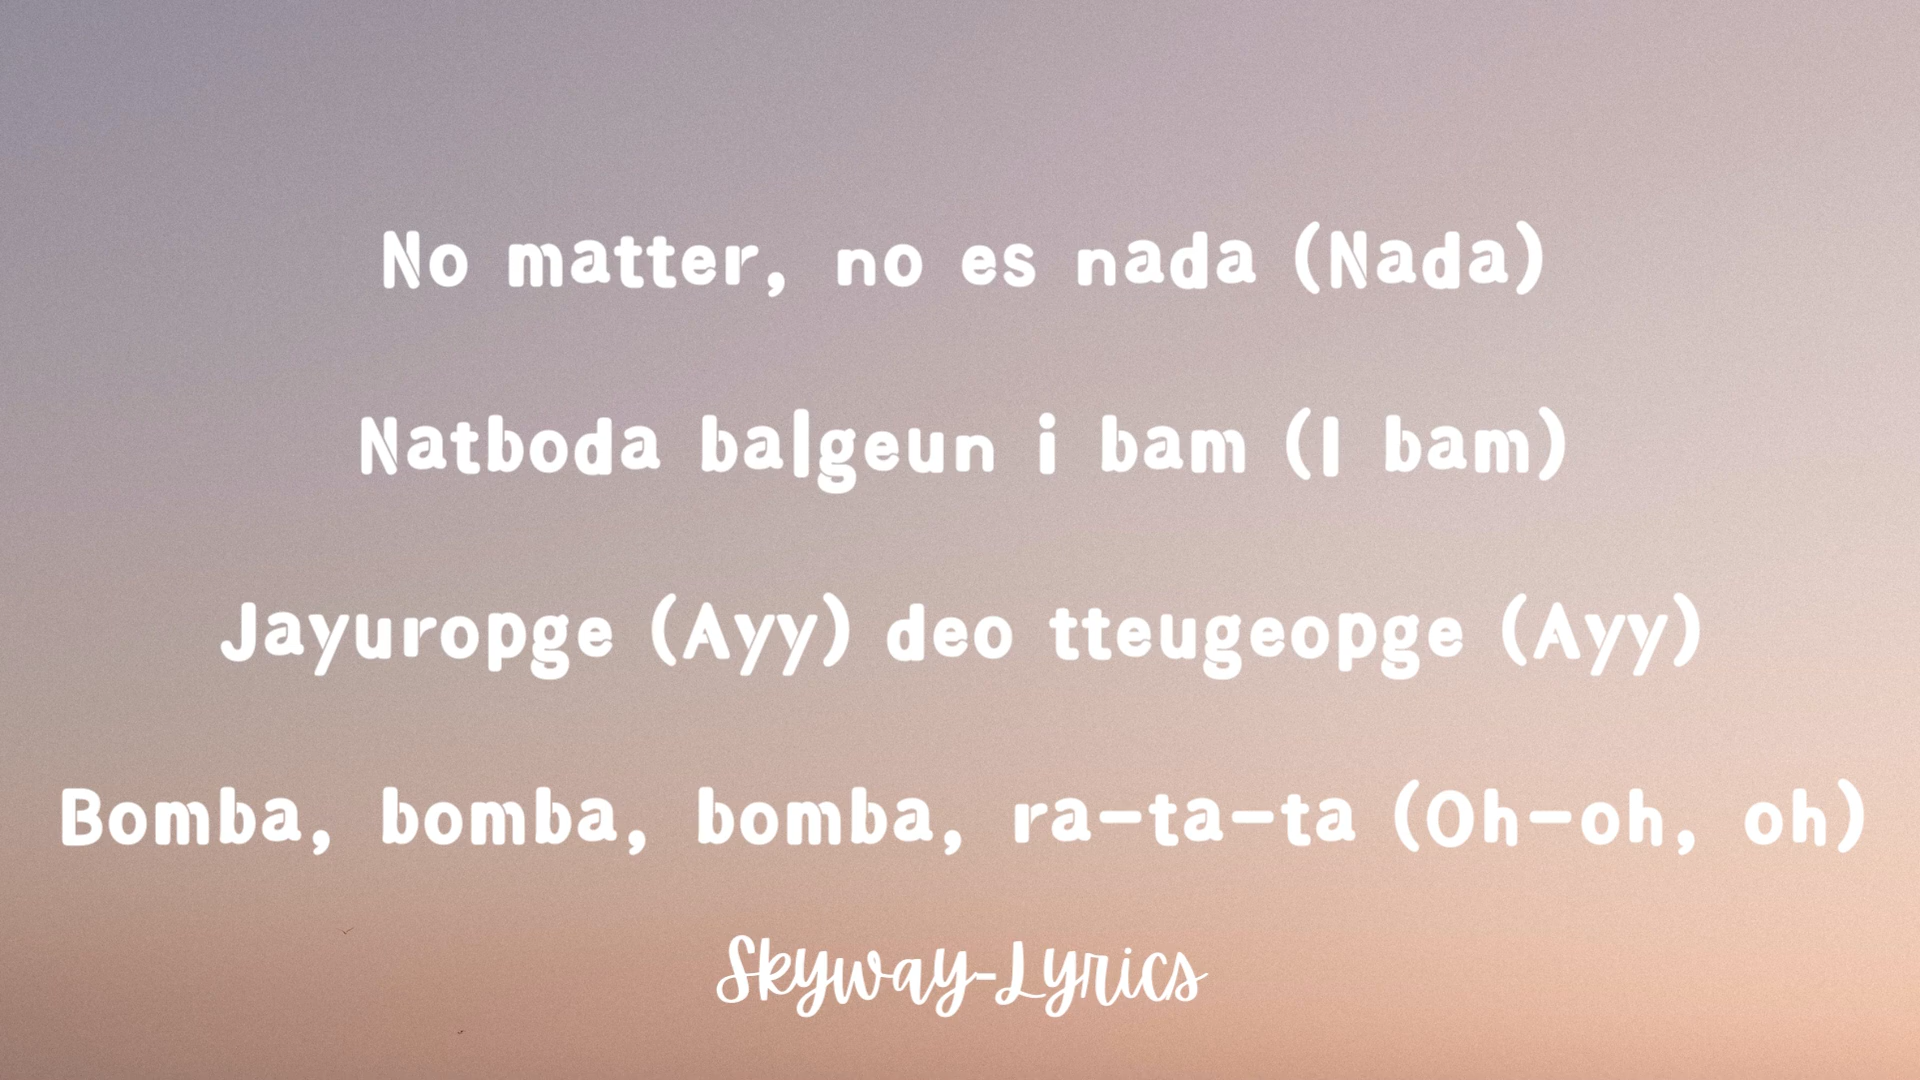 No matter, no es nada (Nada)
Natboda balgeun i bam (I bam)
Jayuropge (Ayy) deo tteugeopge (Ayy)
Bomba, bomba, bomba, ra-ta-ta (Oh-oh, oh)
Skyway-Lyrics